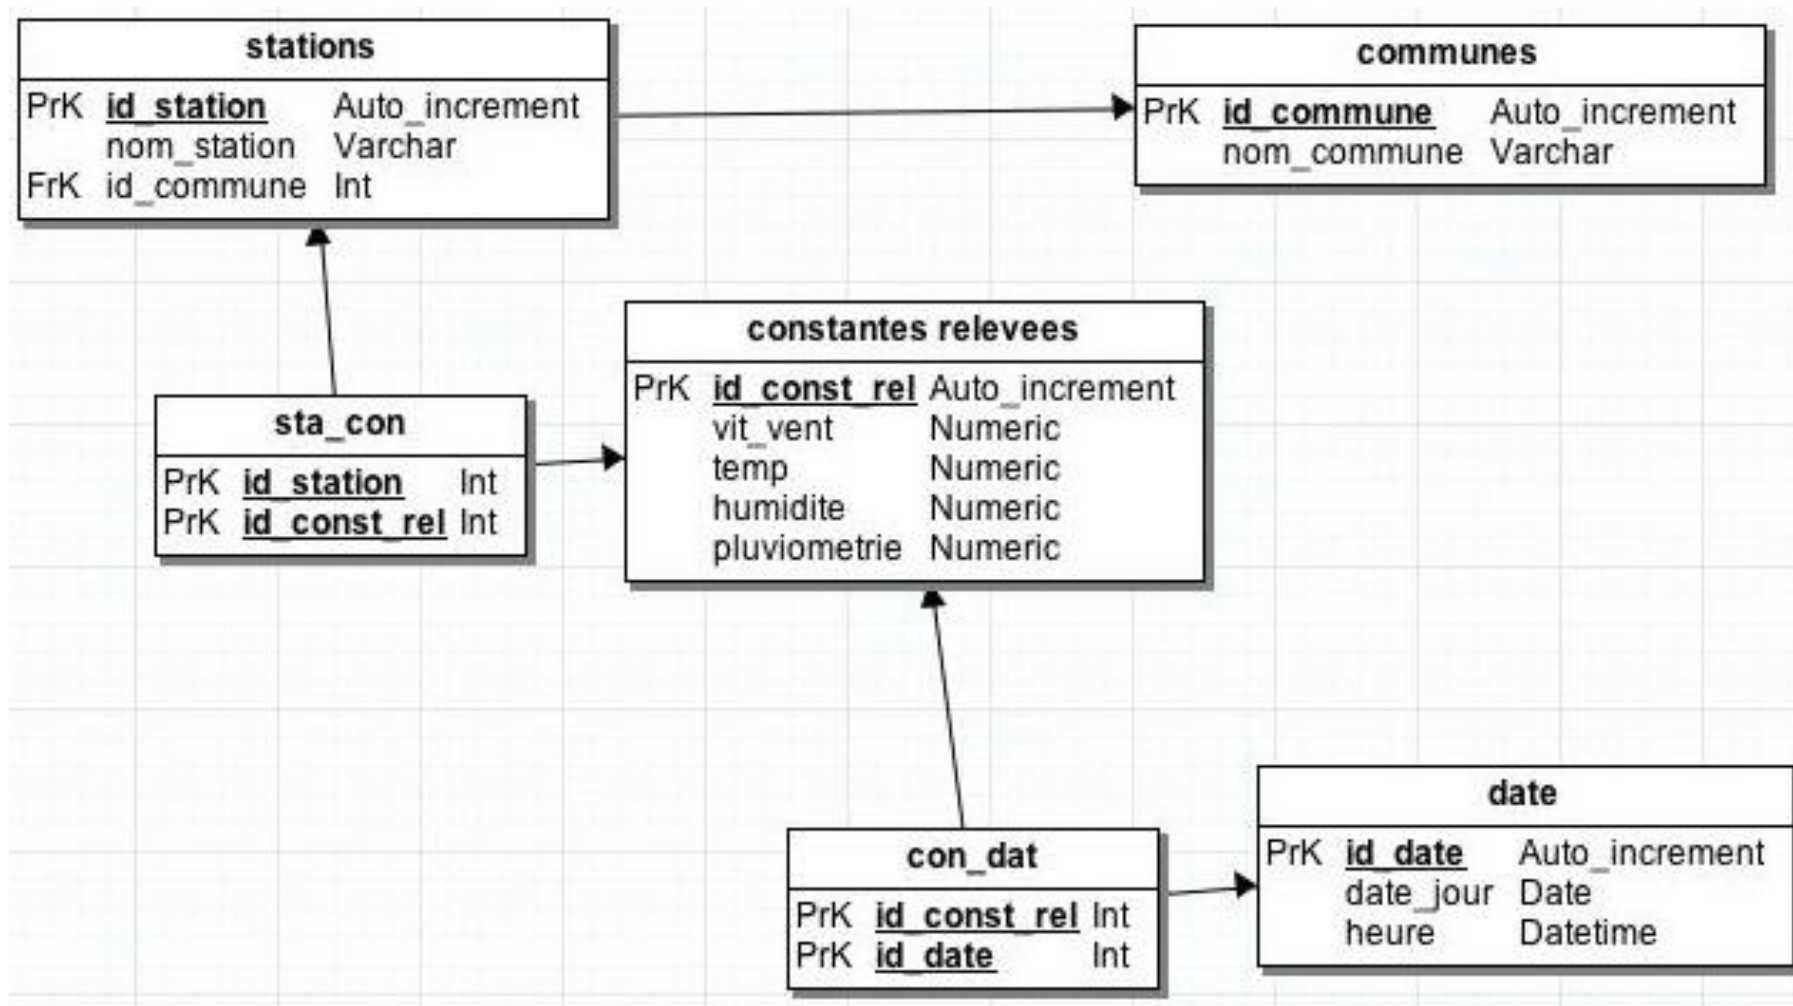 stations
PrK id_station Auto_increment
nom_station Varchar
FrK id_commune Int
communes
PrK id_commune Auto_increment
nom_commune Varchar
constantes relevees
PrK id_const_rel Auto_increment
vit_vent Numeric
temp Numeric
humidite Numeric
pluviometrie Numeric
sta_con
PrK id_station Int
PrK id_const_rel Int
con_dat
PrK id_const_rel Int
PrK id_date Int
date
PrK id_date Auto_increment
date_jour Date
heure Datetime